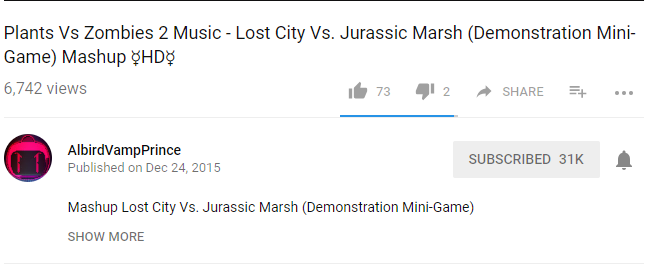 Plants Vs Zombies 2 Music - Lost City Vs. Jurassic Marsh (Demonstration Mini-
Game) Mashup ☿HD☿
6,742 views
73
2
SHARE
AlbirdVampPrince
Published on Dec 24, 2015
SUBSCRIBED 31K
Mashup Lost City Vs. Jurassic Marsh (Demonstration Mini-Game)
SHOW MORE